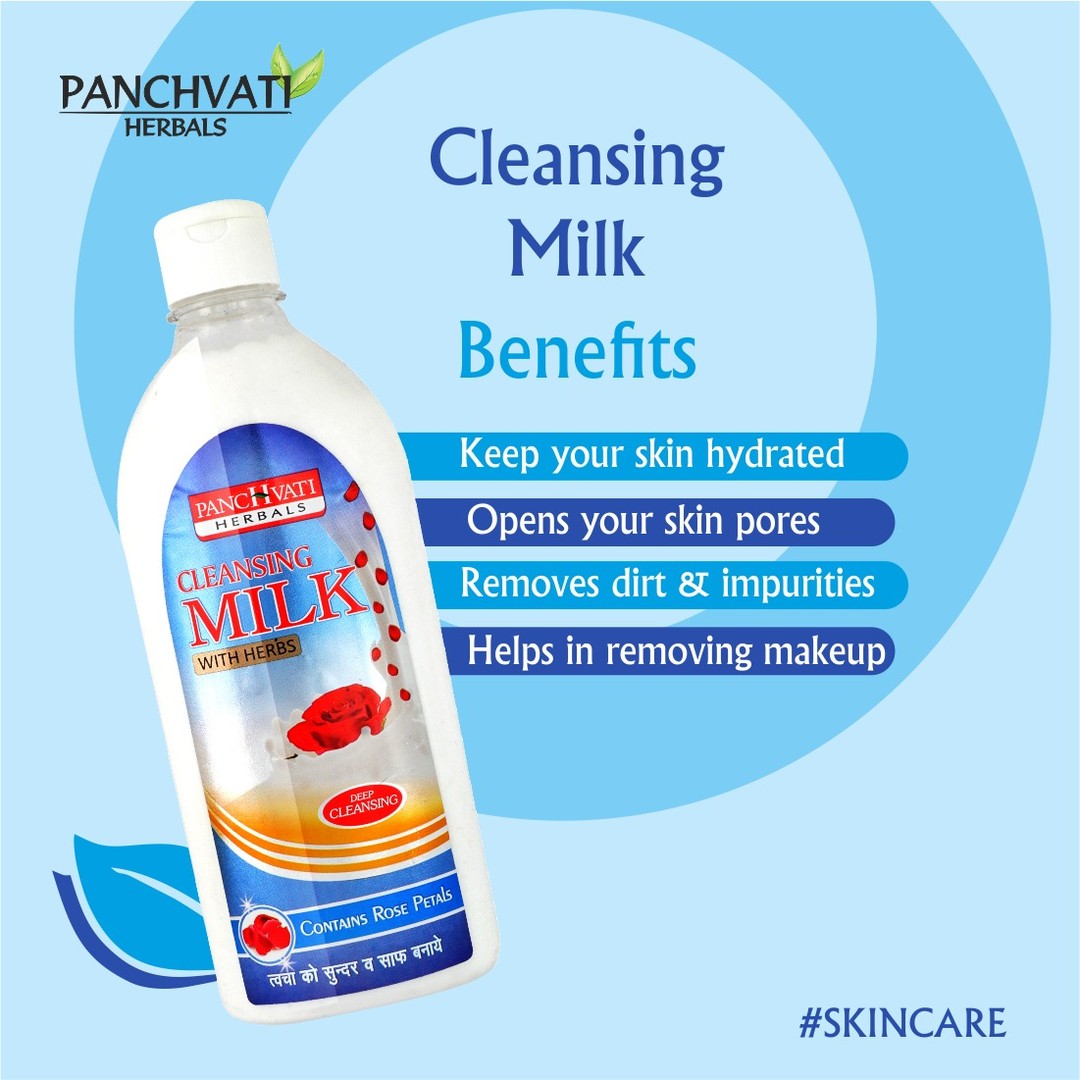 PANCHVATI
HERBALS
Cleansing
Milk
Benefits
Keep your skin hydrated
Opens your skin pores
Removes dirt & impurities
Helps in removing makeup
PANCHVATI
HERBALS
CLEANSING
MILK
WITH HERBS
DEEP
CLEANSING
CONTAINS ROSE PETALS
त्वचा को सुन्दर व साफ बनाये
#SKINCARE